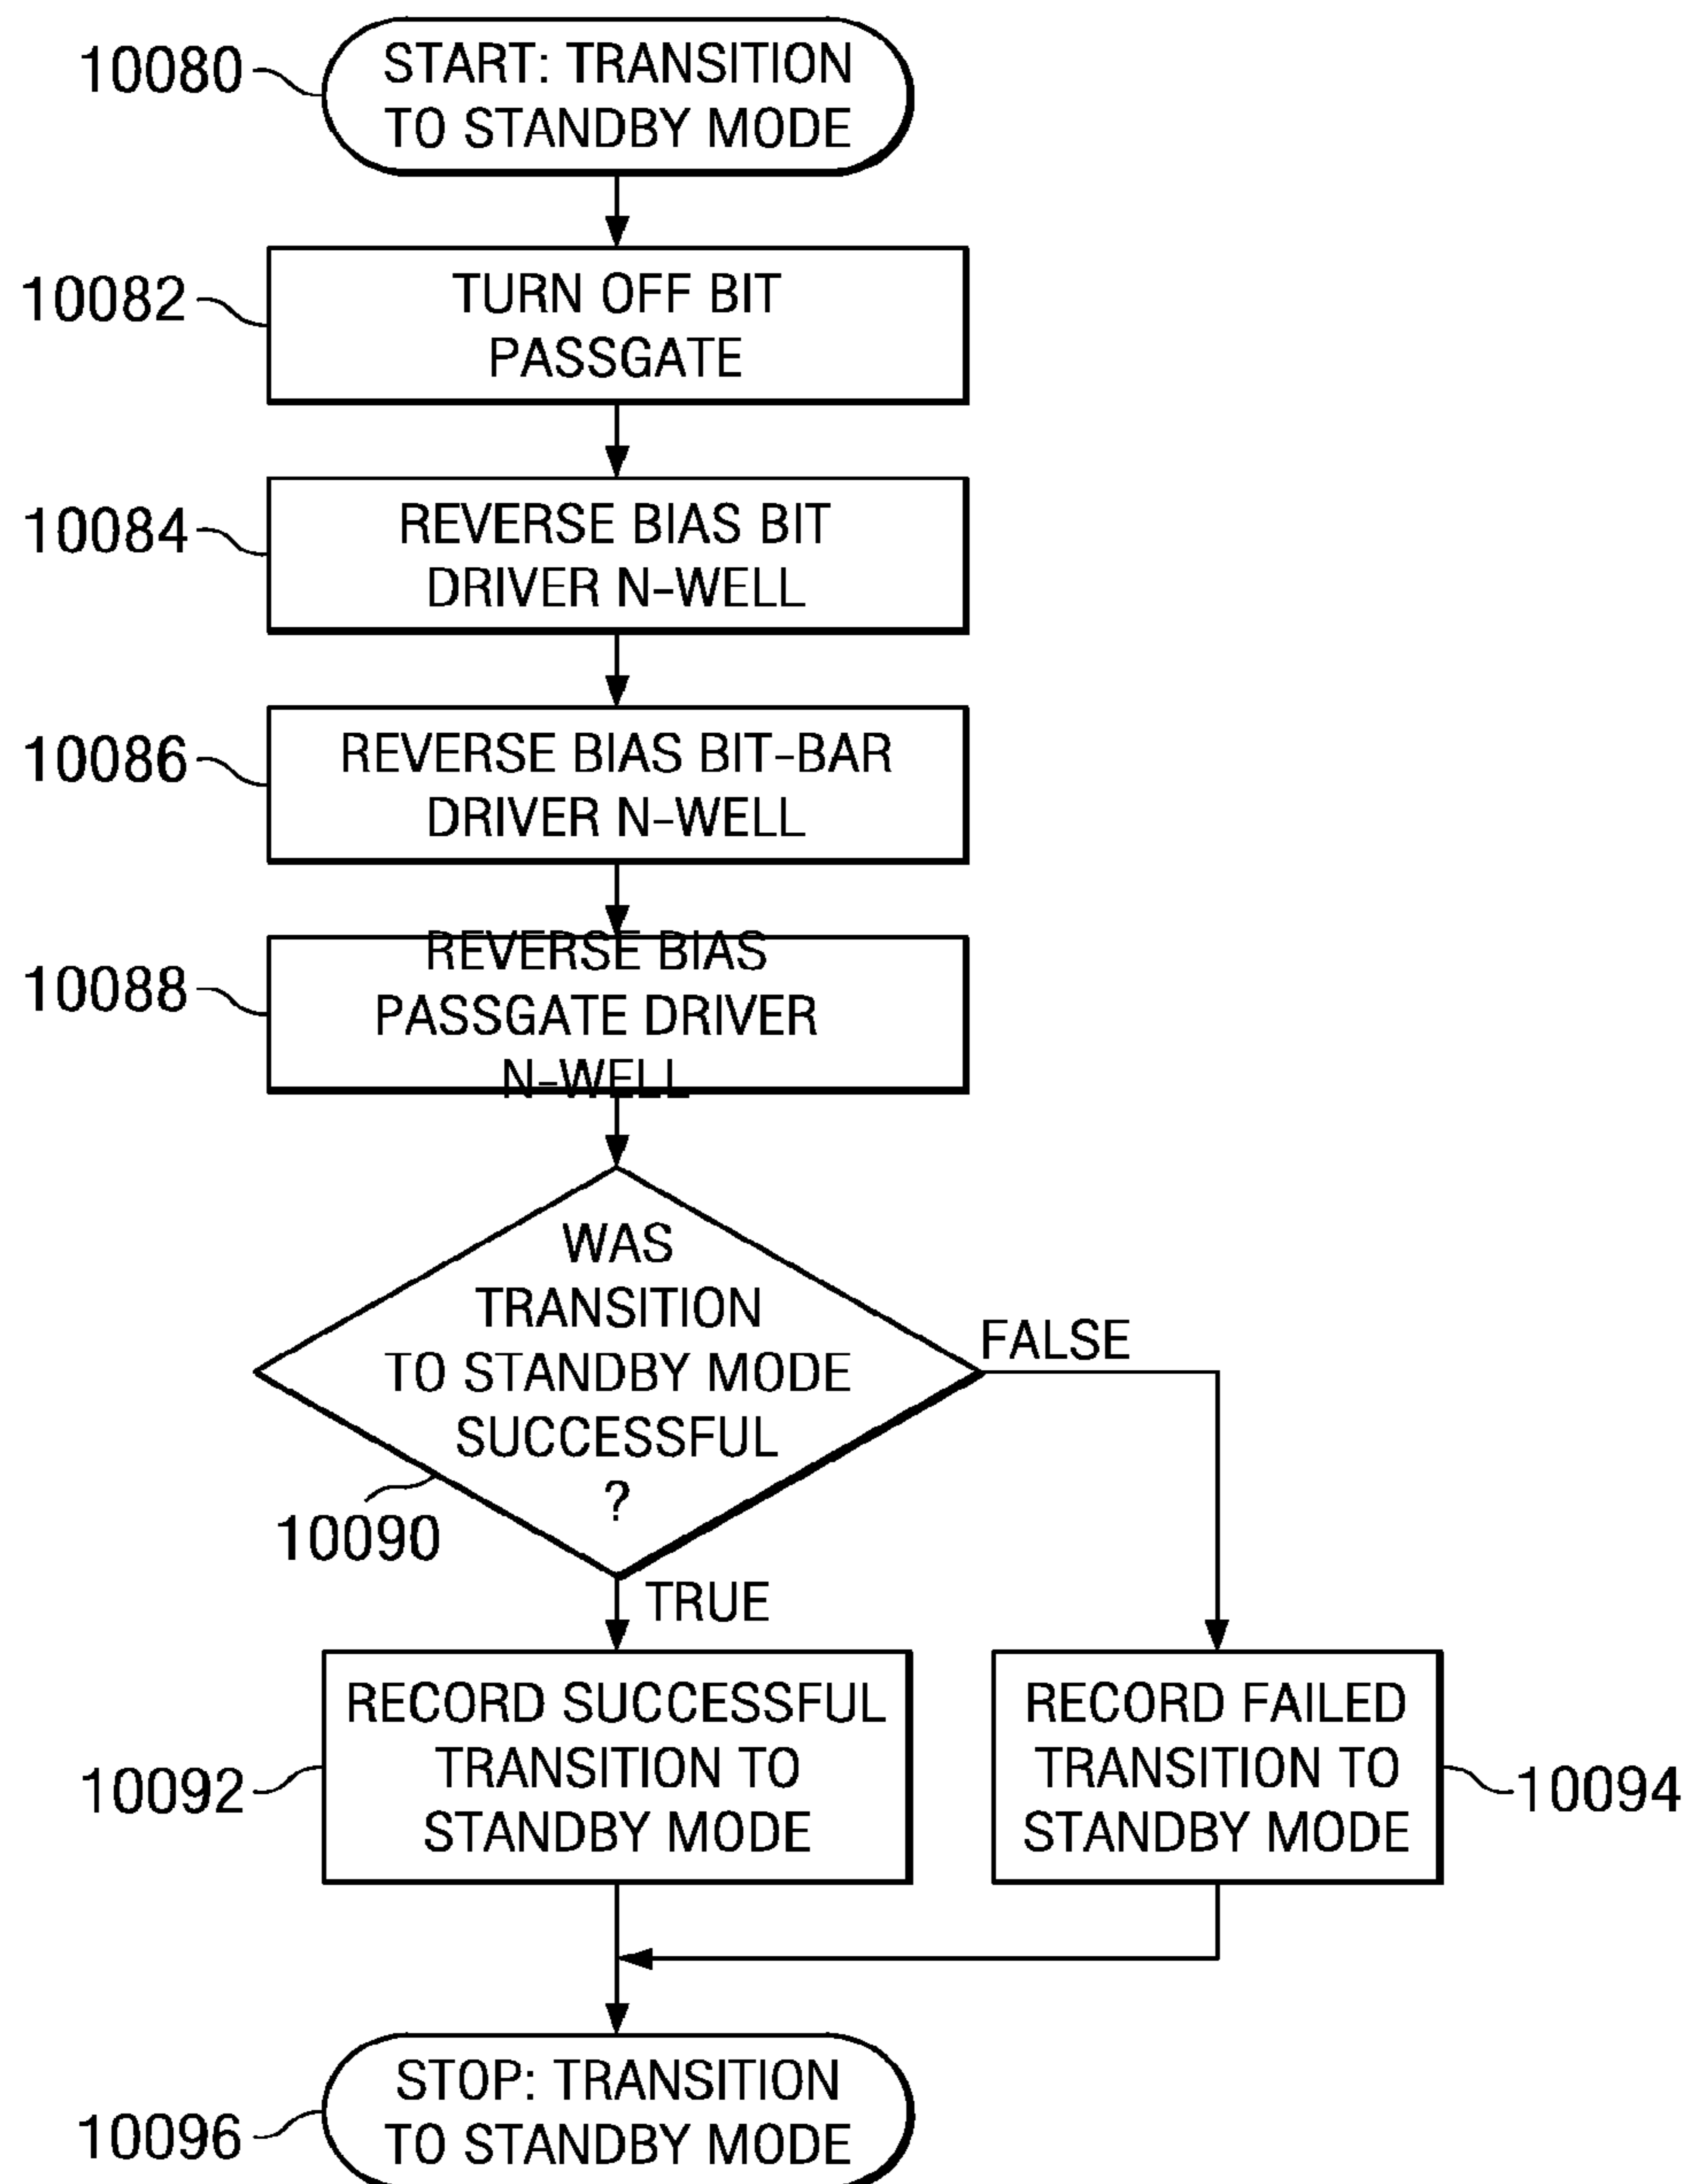 10080
START: TRANSITION
TO STANDBY MODE
10082
TURN OFF BIT
PASSGATE
10084
REVERSE BIAS BIT
DRIVER N-WELL
10086
REVERSE BIAS BIT-BAR
DRIVER N-WELL
10088
REVERSE BIAS
PASSGATE DRIVER
N-WELL
WAS
TRANSITION
TO STANDBY MODE
SUCCESSFUL
?
10090
FALSE
TRUE
RECORD SUCCESSFUL
TRANSITION TO
STANDBY MODE
10092
RECORD FAILED
TRANSITION TO
STANDBY MODE
10094
STOP: TRANSITION
TO STANDBY MODE
10096